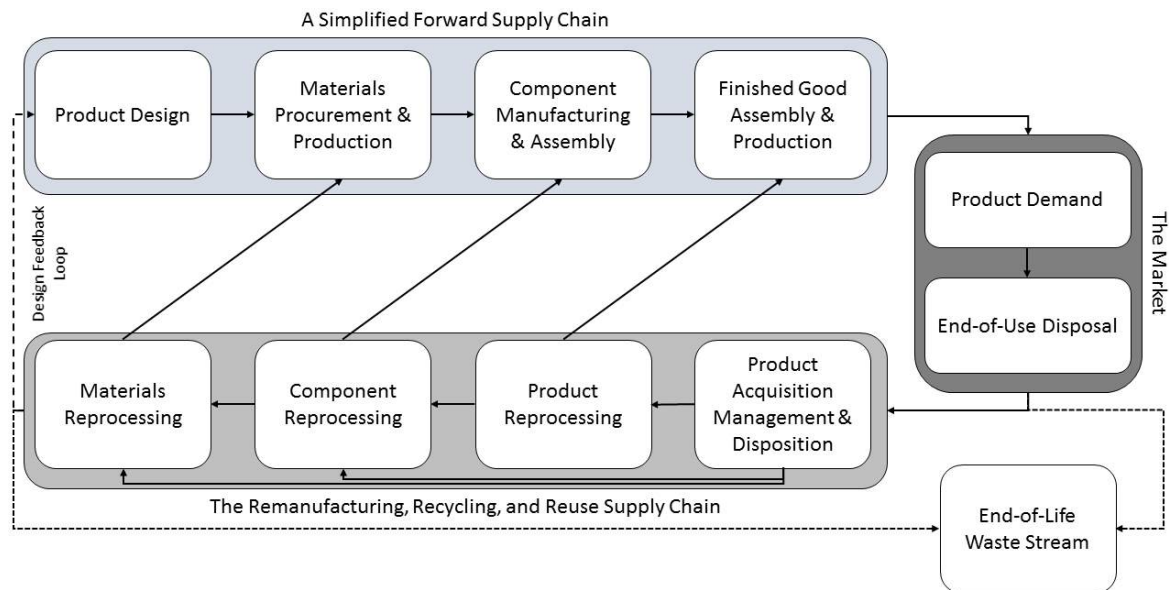 A Simplified Forward Supply Chain
Product Design
Materials
Procurement &
Production
Component
Manufacturing
& Assembly
Finished Good
Assembly &
Production
Product Demand
End-of-Use Disposal
The Market
Design Feedback
Loop
Materials
Reprocessing
Component
Reprocessing
Product
Reprocessing
Product
Acquisition
Management &
Disposition
The Remanufacturing, Recycling, and Reuse Supply Chain
End-of-Life
Waste Stream